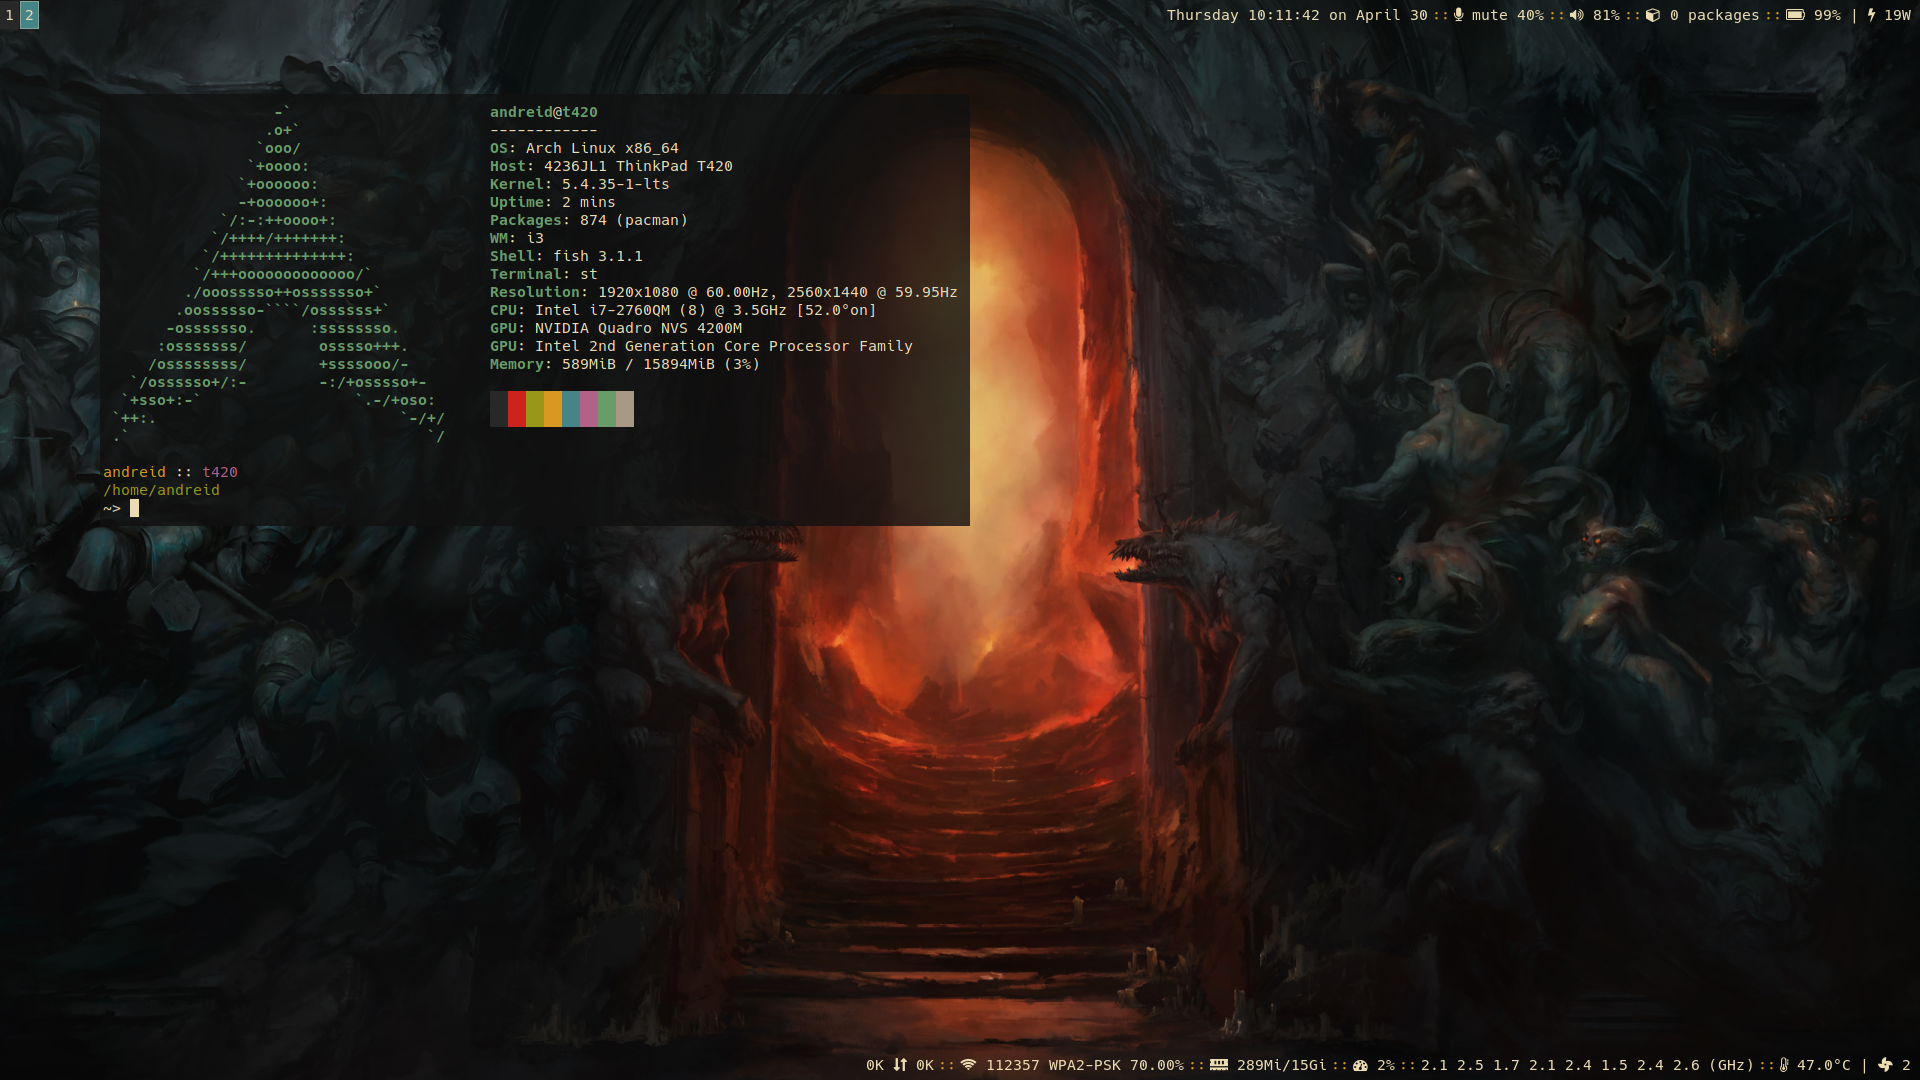 1 2
Thursday 10:11:42 on April 30 :: mute 40% :: 81% :: 0 packages :: 99% | 19W
-`
.o+`
`ooo/
`+oooo:
`+oooooo:
-+oooooo+:
`/:-:++oooo+:
`/++++/+++++++:
`/++++++++++++++:
`/+++ooooooooooooo/`
./ooosssso++osssssso+`
.oossssso-````/ossssss+`
-osssssso. :ssssssso.
:osssssss/ osssso+++.
/ossssssss/ +ssssooo/-
`/ossssso+/:- -:/+osssso+-
`+sso+:-` `.-/+oso:
`++:. `-/+/
.` `/
andreid@t420
------------
OS: Arch Linux x86_64
Host: 4236JL1 ThinkPad T420
Kernel: 5.4.35-1-lts
Uptime: 2 mins
Packages: 874 (pacman)
WM: i3
Shell: fish 3.1.1
Terminal: st
Resolution: 1920x1080 @ 60.00Hz, 2560x1440 @ 59.95Hz
CPU: Intel i7-2760QM (8) @ 3.5GHz [52.0°on]
GPU: NVIDIA Quadro NVS 4200M
GPU: Intel 2nd Generation Core Processor Family
Memory: 589MiB / 15894MiB (3%)
andreid :: t420
/home/andreid
~>
0K 0K :: 112357 WPA2-PSK 70.00% :: 289Mi/15Gi :: 2% :: 2.1 2.5 1.7 2.1 2.4 1.5 2.4 2.6 (GHz) :: 47.0°C | 2